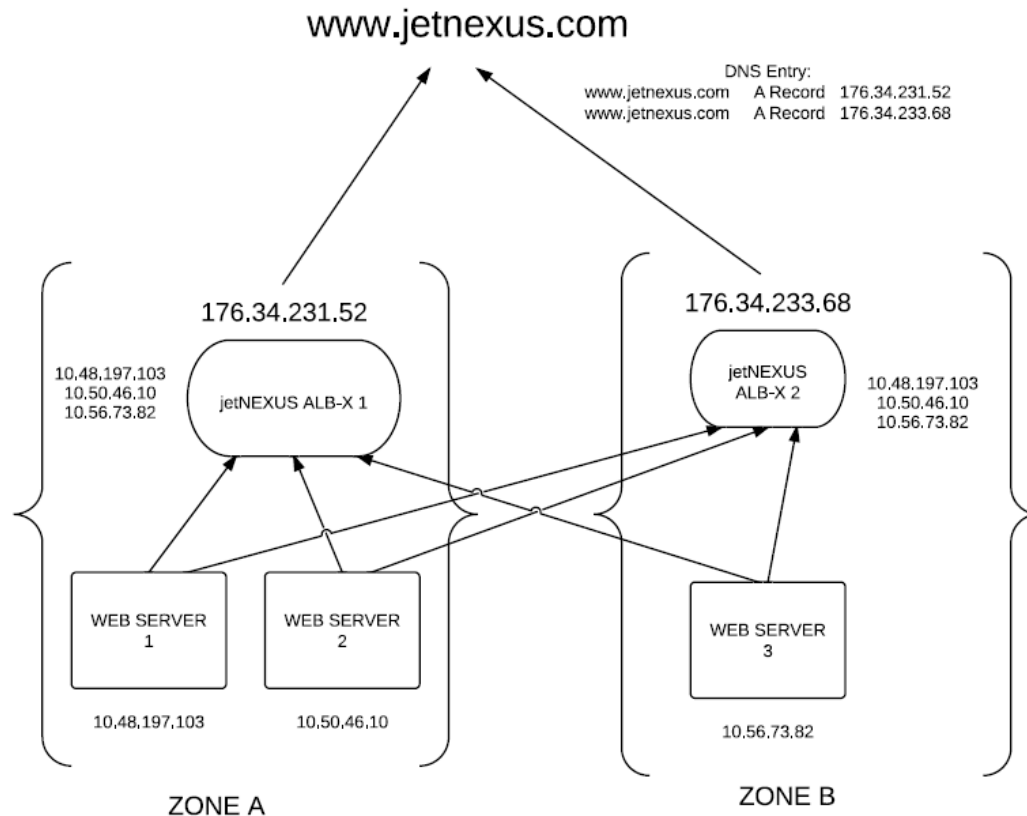 www.jetnexus.com
DNS Entry:
www.jetnexus.com A Record 176.34.231.52
www.jetnexus.com A Record 176.34.233.68
176.34.231.52
10.48.197.103
10.50.46.10
10.56.73.82
jetNEXUS ALB-X 1
176.34.233.68
jetNEXUS
ALB-X 2
10.48.197.103
10.50.46.10
10.56.73.82
WEB SERVER
1
WEB SERVER
2
WEB SERVER
3
10.48.197.103
10.50.46.10
10.56.73.82
ZONE A
ZONE B